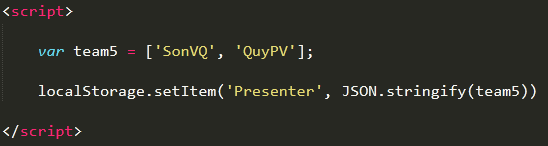 <script>
var team5 = ['SonVQ', 'QuyPV'];
localStorage.setItem('Presenter', JSON.stringify(team5))
</script>